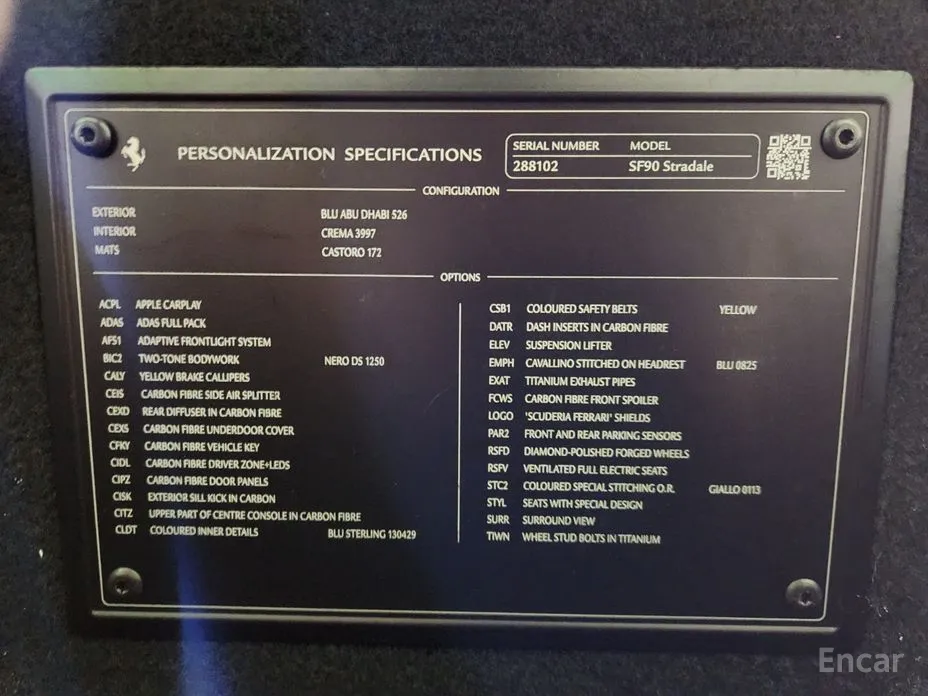 PERSONALIZATION SPECIFICATIONS
SERIAL NUMBER MODEL
288102 SF90 Stradale
CONFIGURATION
EXTERIOR BLU ABU DHABI 526
INTERIOR CREMA 3997
MATS CASTORO 172
OPTIONS
ACPL APPLE CARPLAY
ADAS ADAS FULL PACK
AFS1 ADAPTIVE FRONTLIGHT SYSTEM
BIC2 TWO-TONE BODYWORK NERO DS 1250
CALY YELLOW BRAKE CALLIPERS
CEIS CARBON FIBRE SIDE AIR SPLITTER
CEXD REAR DIFFUSER IN CARBON FIBRE
CEXS CARBON FIBRE UNDERDOOR COVER
CFKY CARBON FIBRE VEHICLE KEY
CIDL CARBON FIBRE DRIVER ZONE+LEDS
CIPZ CARBON FIBRE DOOR PANELS
CISK EXTERIOR SILL KICK IN CARBON
CITZ UPPER PART OF CENTRE CONSOLE IN CARBON FIBRE
CLDT COLOURED INNER DETAILS BLU STERLING 130429
CSB1 COLOURED SAFETY BELTS YELLOW
DATR DASH INSERTS IN CARBON FIBRE
ELEV SUSPENSION LIFTER
EMPH CAVALLINO STITCHED ON HEADREST BLU 0825
EXAT TITANIUM EXHAUST PIPES
FCWS CARBON FIBRE FRONT SPOILER
LOGO 'SCUDERIA FERRARI' SHIELDS
PAR2 FRONT AND REAR PARKING SENSORS
RSFD DIAMOND-POLISHED FORGED WHEELS
RSFV VENTILATED FULL ELECTRIC SEATS
STC2 COLOURED SPECIAL STITCHING O.R. GIALLO 0113
STYL SEATS WITH SPECIAL DESIGN
SURR SURROUND VIEW
TIWN WHEEL STUD BOLTS IN TITANIUM
Encar